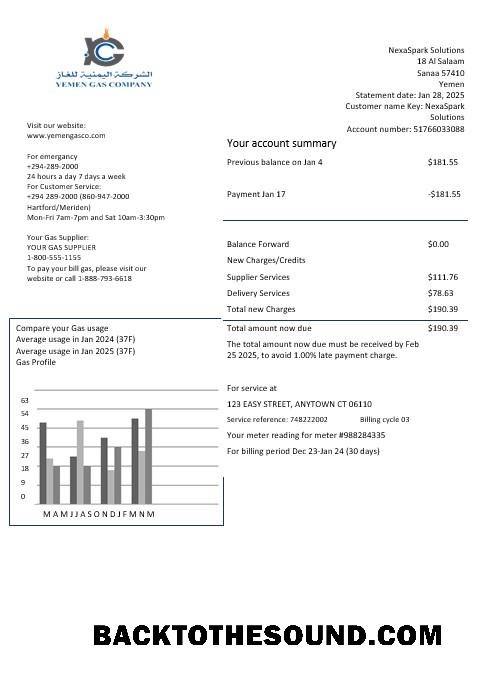 الشركة اليمنية للغاز
YEMEN GAS COMPANY
NexaSpark Solutions
18 Al Salaam
Sanaa 57410
Yemen
Statement date: Jan 28, 2025
Customer name Key: NexaSpark
Solutions
Account number: 51766033088
Visit our website:
www.yemengasco.com
For emergancy
+294-289-2000
24 hours a day 7 days a week
For Customer Service:
+294 289-2000 (860-947-2000
Hartford/Meriden)
Mon-Fri 7am-7pm and Sat 10am-3:30pm
Your Gas Supplier:
YOUR GAS SUPPLIER
1-800-555-1155
To pay your bill gas, please visit our
website or call 1-888-793-6618
Your account summary
Previous balance on Jan 4 $181.55
Payment Jan 17 -$181.55
Balance Forward $0.00
New Charges/Credits
Supplier Services $111.76
Delivery Services $78.63
Total new Charges $190.39
Total amount now due $190.39
The total amount now due must be received by Feb
25 2025, to avoid 1.00% late payment charge.
Compare your Gas usage
Average usage in Jan 2024 (37F)
Average usage in Jan 2025 (37F)
Gas Profile
63
54
45
36
27
18
9
0
M A M J J A S O N D J F M N M
For service at
123 EASY STREET, ANYTOWN CT 06110
Service reference: 748222002 Billing cycle 03
Your meter reading for meter #988284335
For billing period Dec 23-Jan 24 (30 days)
BACKTOTHESOUND.COM